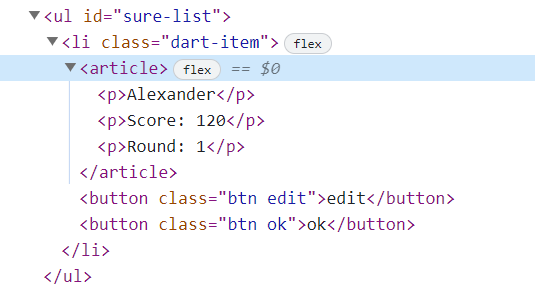 ▼<ul id="sure-list">
▼<li class="dart-item"> flex
▼<article> flex == $0
<p>Alexander</p>
<p>Score: 120</p>
<p>Round: 1</p>
</article>
<button class="btn edit">edit</button>
<button class="btn ok">ok</button>
</li>
</ul>